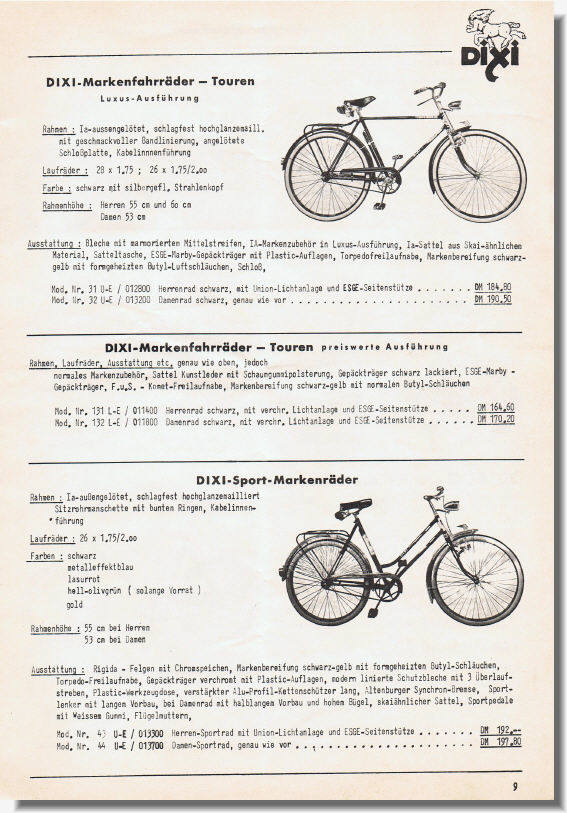 DIXI
DIXI-Markenfahrräder – Touren
Luxus-Ausführung
Rahmen : Ia-aussengelötet, schlagfest hochglänzemaill.
mit geschmackvoller Bandlinierung, angelötete
Schloßplatte, Kabelinnnenführung
Laufräder : 28 x 1.75 ; 26 x 1.75/2.oo
Farbe : schwarz mit silbergefl. Strahlenkopf
Rahmenhöhe : Herren 55 cm und 60 cm
Damen 53 cm
Ausstattung : Bleche mit marmorierten Mittelstreifen, IA-Markenzubehör in Luxus-Ausführung, Ia-Sattel aus Skai-ähnlichen
Material, Satteltasche, ESGE-Marby-Gepäckträger mit Plastic-Auflagen, Torpedofreilaufnabe, Markenbereifung schwarz-
gelb mit formgeheizten Butyl-Luftschläuchen, Schloß,
Mod. Nr. 31 U-E / 012800 Herrenrad schwarz, mit Union-Lichtanlage und ESGE-Seitenstütze . . . . . . . DM 184,80
Mod. Nr. 32 U-E / 013200 Damenrad schwarz, genau wie vor . . . . . . . . . . . . . . . . . . . . . . . DM 190,50
DIXI-Markenfahrräder – Touren preiswerte Ausführung
Rahmen, Laufräder, Ausstattung etc. genau wie oben, jedoch
normales Markenzubehör, Sattel Kunstleder mit Schaungummipolsterung, Gepäckträger schwarz lackiert, ESGE-Marby -
Gepäckträger, F.u.S. - Komet-Freilaufnabe, Markenbereifung schwarz-gelb mit normalen Butyl-Schläuchen
Mod. Nr. 131 L-E / 011400 Herrenrad schwarz, mit verchr. Lichtanlage und ESGE-Seitenstütze . . . . . DM 164,60
Mod. Nr. 132 L-E / 011800 Damenrad schwarz, mit verchr. Lichtanlage und ESGE-Seitenstütze . . . . . . DM 170,20
DIXI-Sport-Markenräder
Rahmen : Ia-außengelötet, schlagfest hochglanzemailliert
Sitzrohrmanschette mit bunten Ringen, Kabelinnen-
führung
Laufräder : 26 x 1.75/2.oo
Farben : schwarz
metalleffektblau
lasurrot
hell-olivgrün ( solange Vorrat )
gold
Rahmenhöhe : 55 cm bei Herren
53 cm bei Damen
Ausstattung : Rigida - Felgen mit Chromspeichen, Markenbereifung schwarz-gelb mit formgeheizten Butyl-Schläuchen,
Torpedo-Freilaufnabe, Gepäckträger verchromt mit Plastic-Auflagen, modern linierte Schutzbleche mit 3 Überlauf-
streben, Plastic-Werkzeugdose, verstärkter Alu-Profil-Kettenschützer lang, Altenburger Synchron-Bremse, Sport-
lenker mit langem Vorbau, bei Damenrad mit halblangem Vorbau und hohem Bügel, skaiähnlicher Sattel, Sportpedale
mit Weissem Gummi, Flügelmuttern,
Mod. Nr. 43 U-E / 013300 Herren-Sportrad mit Union-Lichtanlage und ESGE-Seitenstütze . . . . . . . DM 192,--
Mod. Nr. 44 U-E / 013700 Damen-Sportrad, genau wie vor . . . . . . . . . . . . . . . . . . . . . . . DM 197,80
9